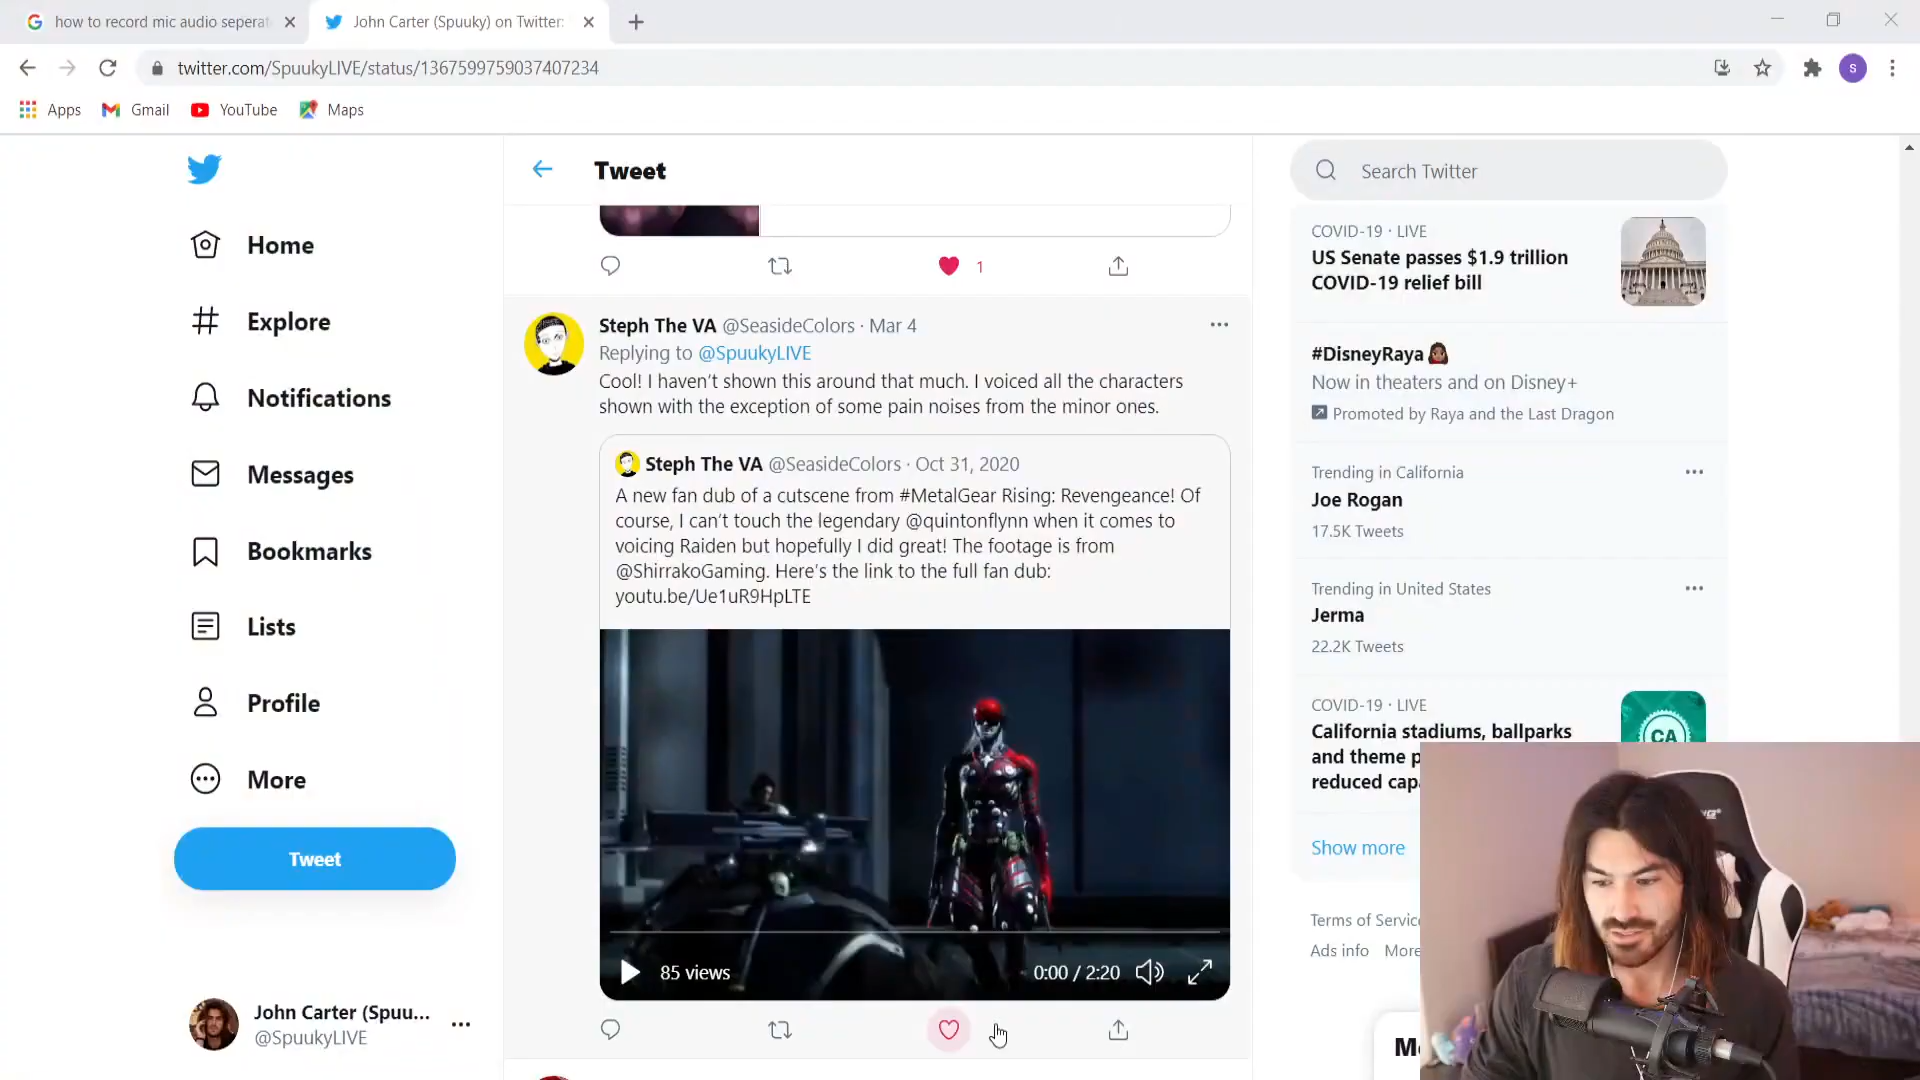 how to record mic audio seperat
John Carter (Spuuky) on Twitter:
twitter.com/SpuukyLIVE/status/1367599759037407234
S
Apps
Gmail
YouTube
Maps
Home
Explore
Notifications
Messages
Bookmarks
Lists
Profile
More
Tweet
John Carter (Spuu...
@SpuukyLIVE
Tweet
1
Steph The VA @SeasideColors · Mar 4
Replying to @SpuukyLIVE
Cool! I haven't shown this around that much. I voiced all the characters
shown with the exception of some pain noises from the minor ones.
Steph The VA @SeasideColors · Oct 31, 2020
A new fan dub of a cutscene from #MetalGear Rising: Revengeance! Of
course, I can't touch the legendary @quintonflynn when it comes to
voicing Raiden but hopefully I did great! The footage is from
@ShirrakoGaming. Here's the link to the full fan dub:
youtu.be/Ue1uR9HpLTE
85 views
0:00 / 2:20
Search Twitter
COVID-19 · LIVE
US Senate passes $1.9 trillion
COVID-19 relief bill
#DisneyRaya
Now in theaters and on Disney+
Promoted by Raya and the Last Dragon
Trending in California
Joe Rogan
17.5K Tweets
Trending in United States
Jerma
22.2K Tweets
COVID-19 · LIVE
California stadiums, ballparks
and theme p
reduced cap
CA
Show more
Terms of Servic
Ads info More